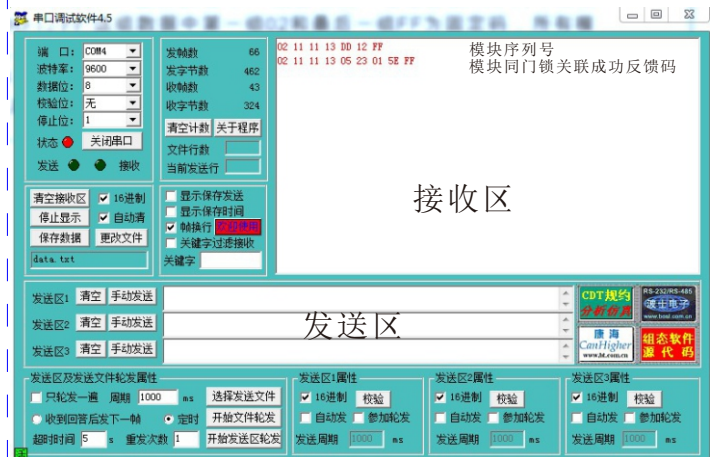 串口调试软件4.5
端 口: COM4
波特率: 9600
数据位: 8
校验位: 无
停止位: 1
状态 关闭串口
发送 接收
发帧数 66
发字节数 462
收帧数 43
收字节数 324
清空计数 关于程序
文件行数
当前发送行
02 11 11 13 DD 12 FF 模块序列号
02 11 11 13 05 23 01 5E FF 模块同门锁关联成功反馈码
接收区
清空接收区 16进制
停止显示 自动清
保存数据 更改文件
data.txt
显示保存发送
显示保存时间
帧换行 欢迎使用
关键字过滤接收
关键字
发送区1 清空 手动发送
发送区2 清空 手动发送
发送区3 清空 手动发送
发送区
CDT规约
分析仿真
RS-232/RS-485
波士电子
www.bosi.com.cn
康海
CanHigher
组态软件
源代码
发送区及发送文件轮发属性
只轮发一遍 周期 1000 ms 选择发送文件
收到回答后发下一帧 定时 开始文件轮发
超时时间 5 s 重发次数 1 开始发送区轮发
发送区1属性
16进制 校验
自动发 参加轮发
发送周期 1000 ms
发送区2属性
16进制 校验
自动发 参加轮发
发送周期 1000 ms
发送区3属性
16进制 校验
自动发 参加轮发
发送周期 1000 ms